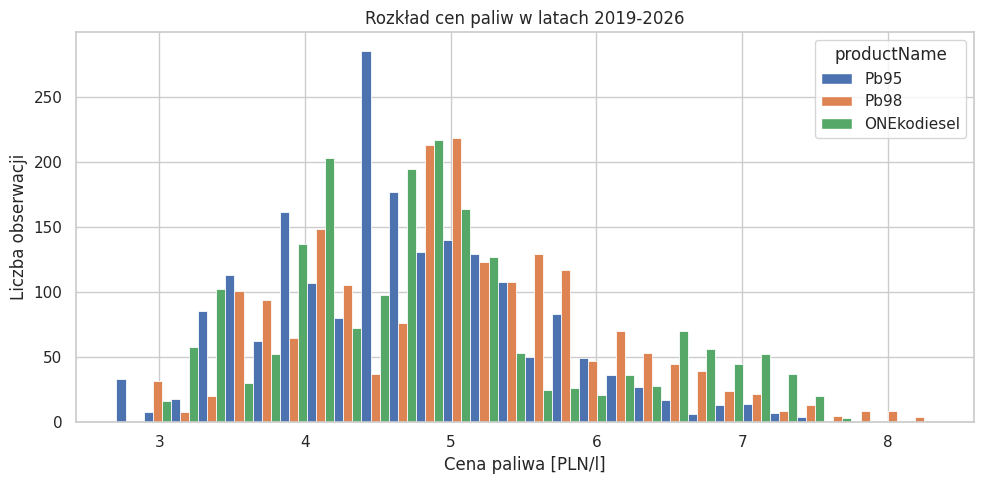 Rozkład cen paliw w latach 2019-2026
productName
Pb95
Pb98
ONEkodiesel
Liczba obserwacji
250
200
150
100
50
0
3 4 5 6 7 8
Cena paliwa [PLN/l]